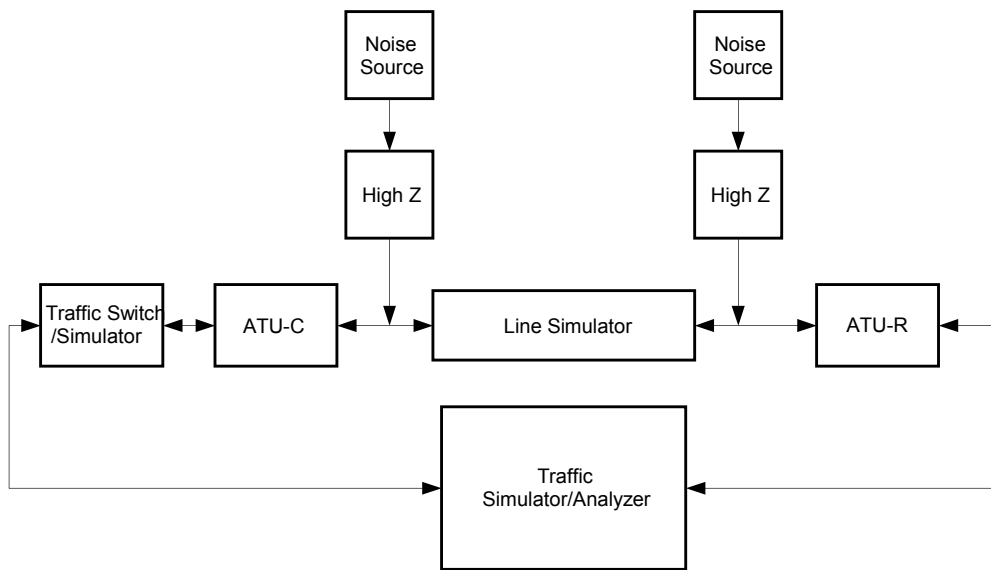 Noise
Source
Noise
Source
High Z
High Z
Traffic Switch
/Simulator
ATU-C
Line Simulator
ATU-R
Traffic
Simulator/Analyzer